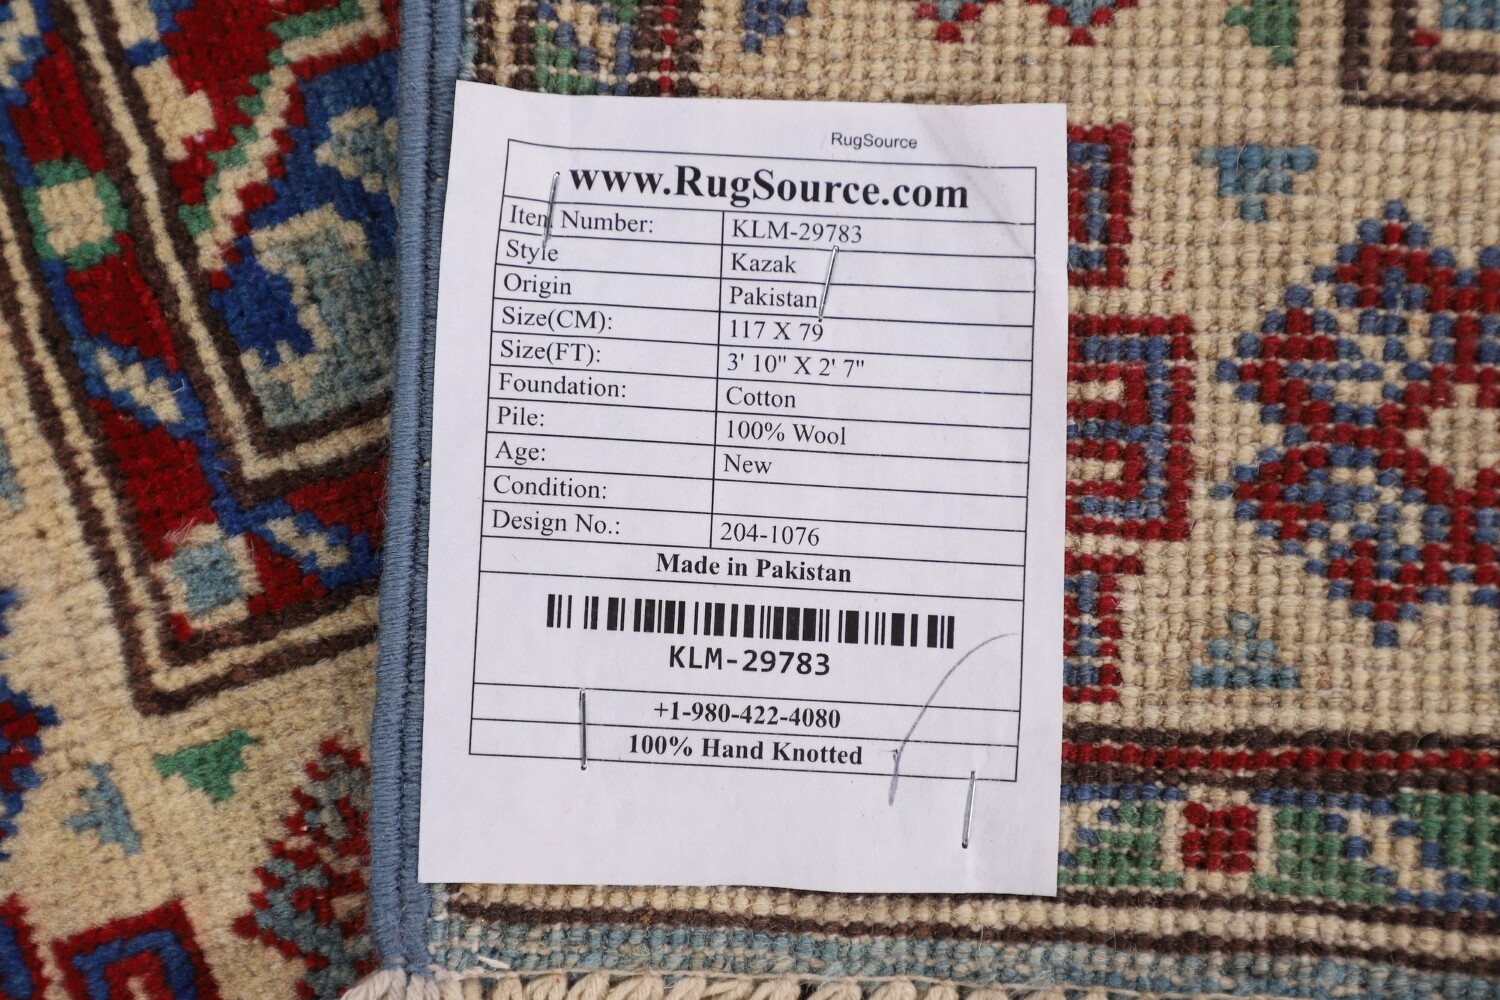 RugSource
www.RugSource.com
Item Number: KLM-29783
Style Kazak
Origin Pakistan
Size(CM): 117 X 79
Size(FT): 3' 10" X 2' 7"
Foundation: Cotton
Pile: 100% Wool
Age: New
Condition:
Design No.: 204-1076
Made in Pakistan
KLM-29783
+1-980-422-4080
100% Hand Knotted